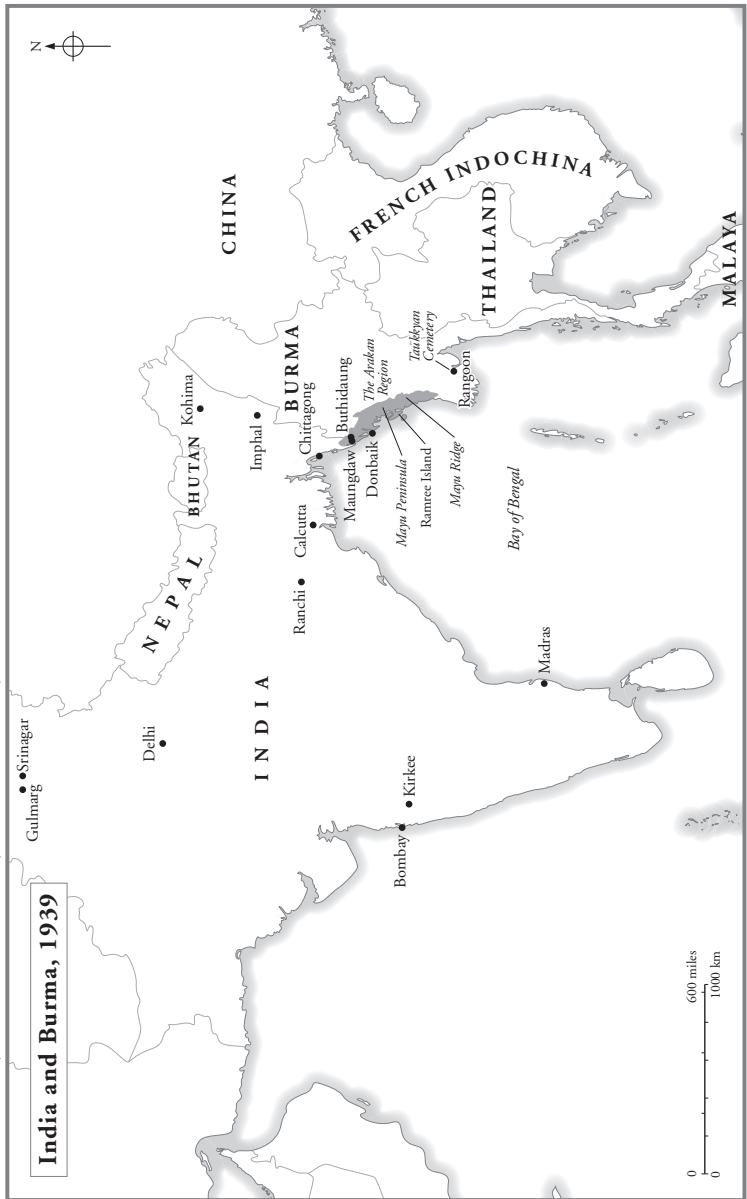 India and Burma, 1939
N
Gulmarg
Srinagar
Delhi
NEPAL
BHUTAN
Kohima
CHINA
INDIA
Imphal
BURMA
Ranchi
Calcutta
Chittagong
Maungdaw
Buthidaung
Donbaik
The Arakan
Region
Mayu Peninsula
Ramree Island
Mayu Ridge
Taukkyan
Cemetery
Rangoon
FRENCH INDOCHINA
THAILAND
MALAYA
Bay of Bengal
Bombay
Kirkee
Madras
0 600 miles
0 1000 km